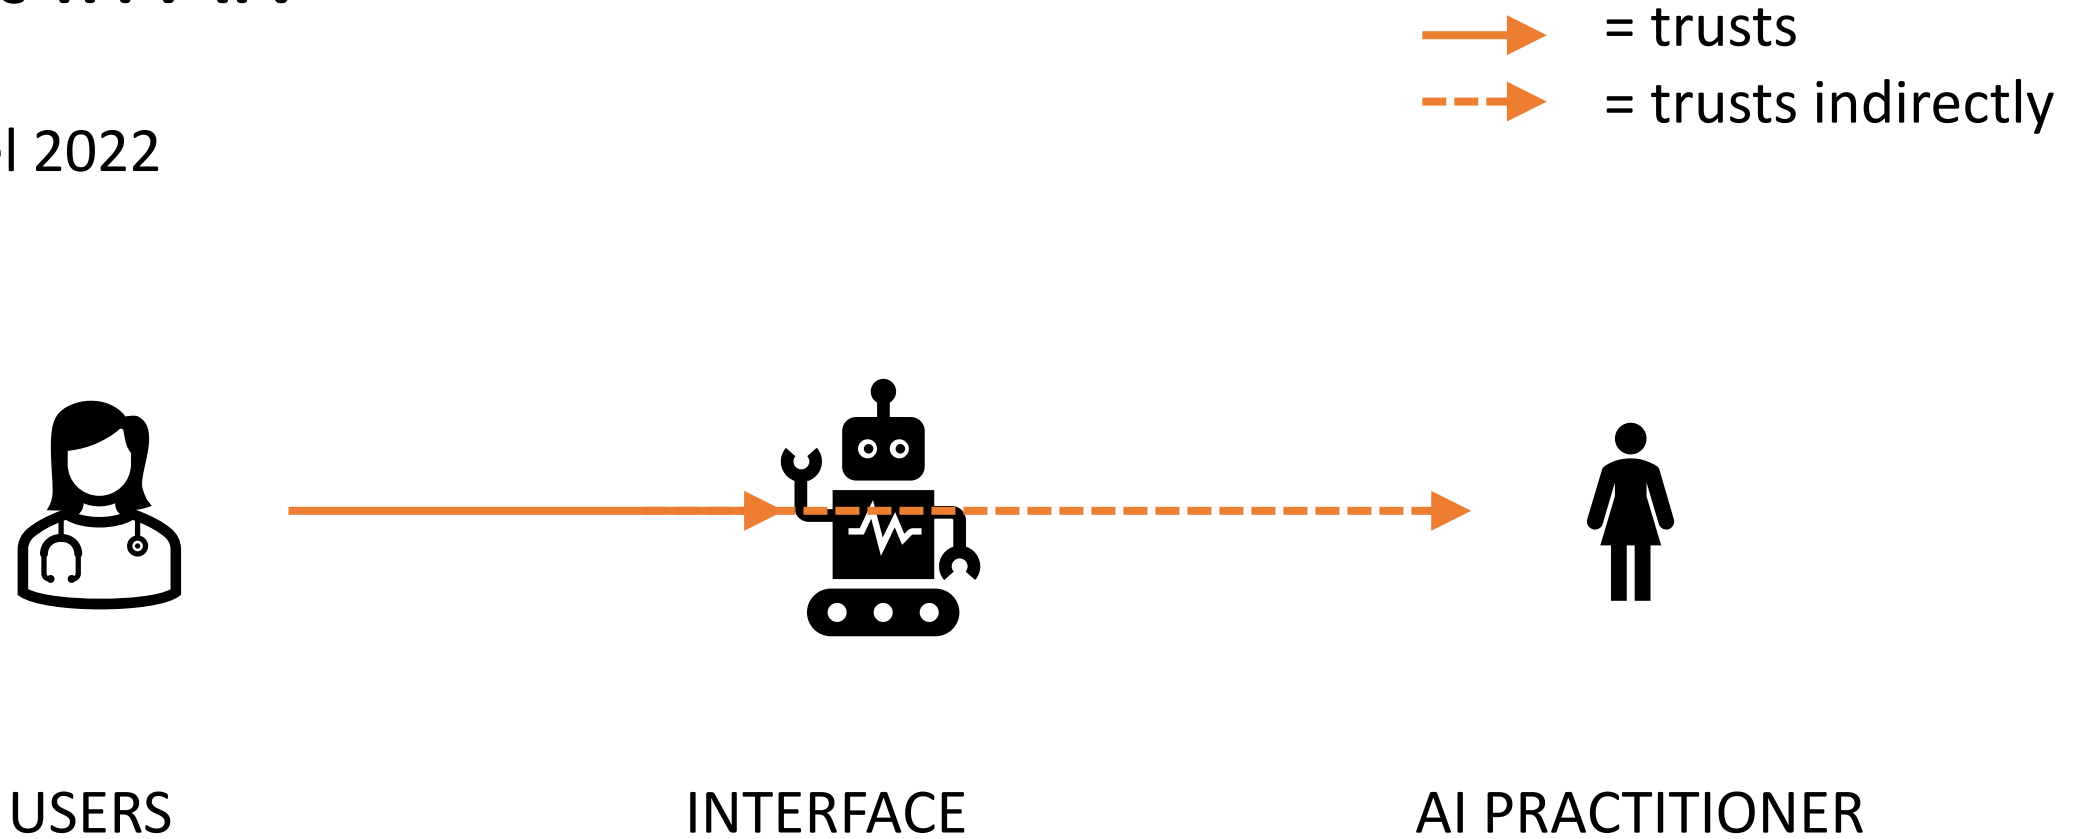 = trusts
= trusts indirectly
2022
USERS
INTERFACE
AI PRACTITIONER